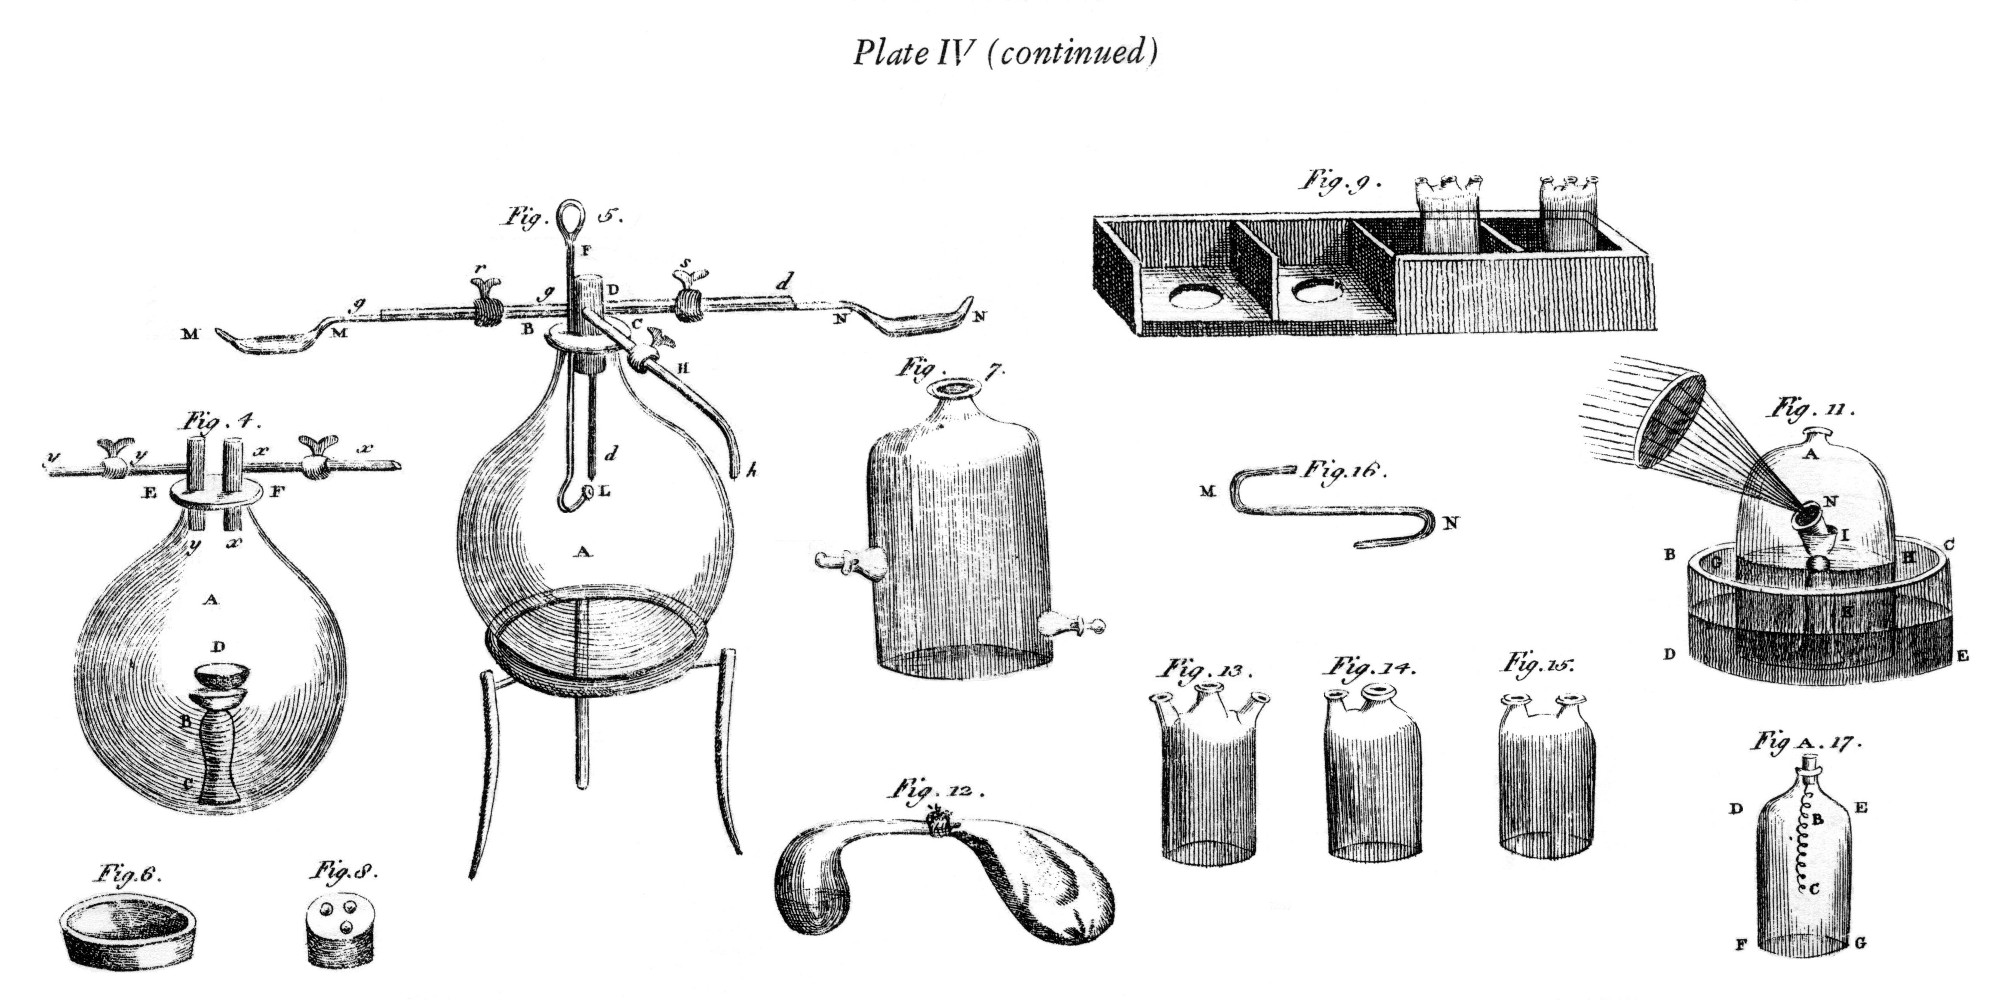 Plate IV (continued)
Fig. 4.
y y x x
E F
y x
A
D
B
C
Fig. 5.
F
r s
g g D d
M M B C N N
H
d h
L
A
Fig.6.
Fig. 7.
Fig.8.
Fig.9.
Fig. 11.
A
N
I
B C
G H
K
D E
Fig. 12.
Fig. 13.
Fig. 14.
Fig. 15.
Fig. 16.
M
N
Fig. 17.
A
D E
B
C
F G